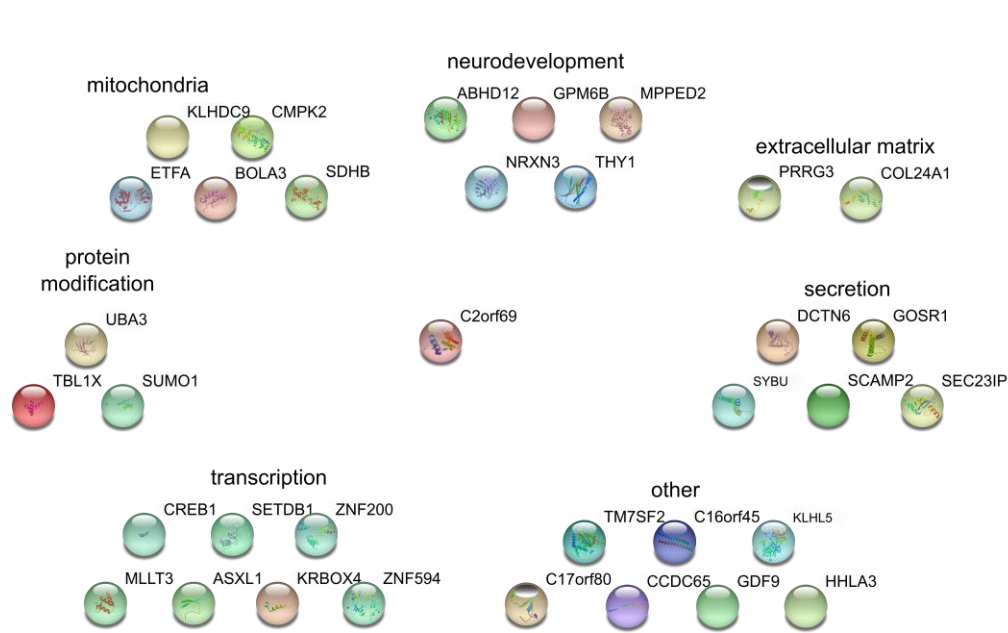 neurodevelopment
mitochondria
ABHD12 GPM6B MPPED2
KLHDC9 CMPK2
extracellular matrix
NRXN3 THY1
ETFA BOLA3 SDHB
PRRG3 COL24A1
protein
modification
secretion
UBA3
C2orf69
DCTN6 GOSR1
TBL1X SUMO1
SYBU SCAMP2 SEC23IP
transcription
other
CREB1 SETDB1 ZNF200
TM7SF2 C16orf45 KLHL5
MLLT3 ASXL1 KRBOX4 ZNF594
C17orf80 CCDC65 GDF9 HHLA3